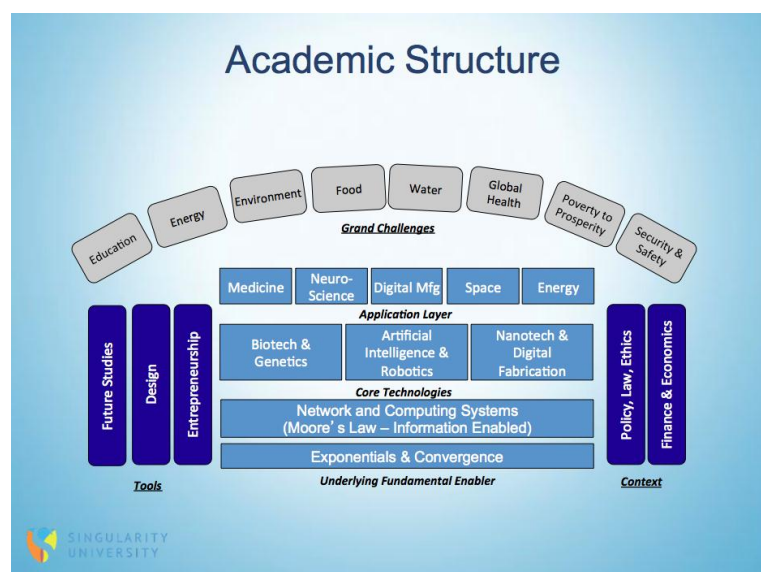 Academic Structure
Education
Energy
Environment
Food
Water
Global
Health
Poverty to
Prosperity
Security &
Safety
Grand Challenges
Medicine
Neuro-
Science
Digital Mfg
Space
Energy
Application Layer
Biotech &
Genetics
Artificial
Intelligence &
Robotics
Nanotech &
Digital
Fabrication
Core Technologies
Network and Computing Systems
(Moore's Law – Information Enabled)
Exponentials & Convergence
Underlying Fundamental Enabler
Future Studies
Design
Entrepreneurship
Tools
Policy, Law, Ethics
Finance & Economics
Context
SINGULARITY
UNIVERSITY